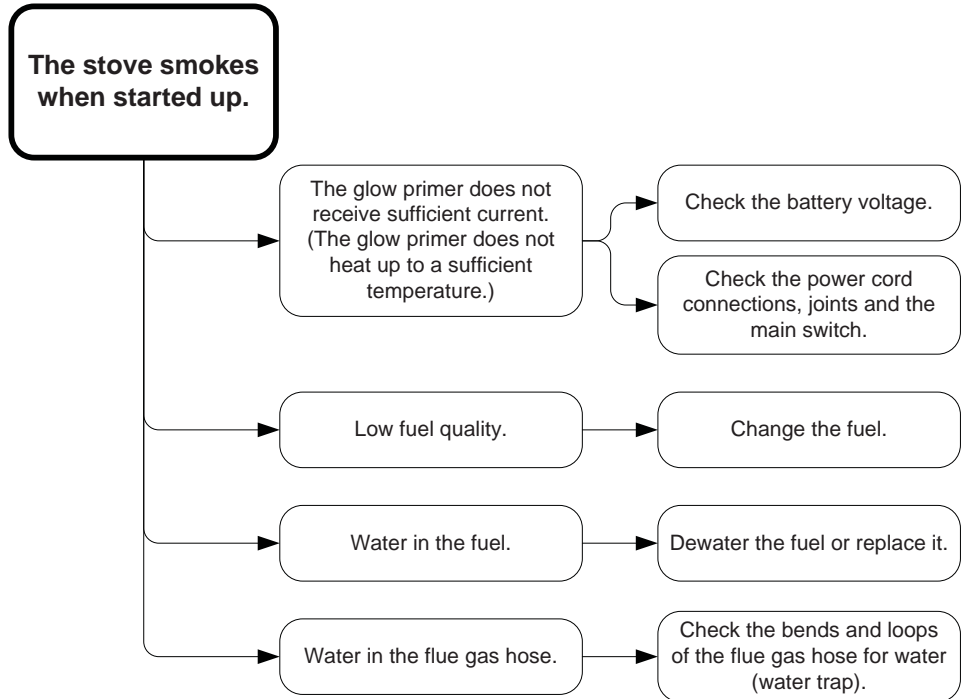 The stove smokes
when started up.
The glow primer does not
receive sufficient current.
(The glow primer does not
heat up to a sufficient
temperature.)
Check the battery voltage.
Check the power cord
connections, joints and the
main switch.
Low fuel quality.
Change the fuel.
Water in the fuel.
Dewater the fuel or replace it.
Water in the flue gas hose.
Check the bends and loops
of the flue gas hose for water
(water trap).